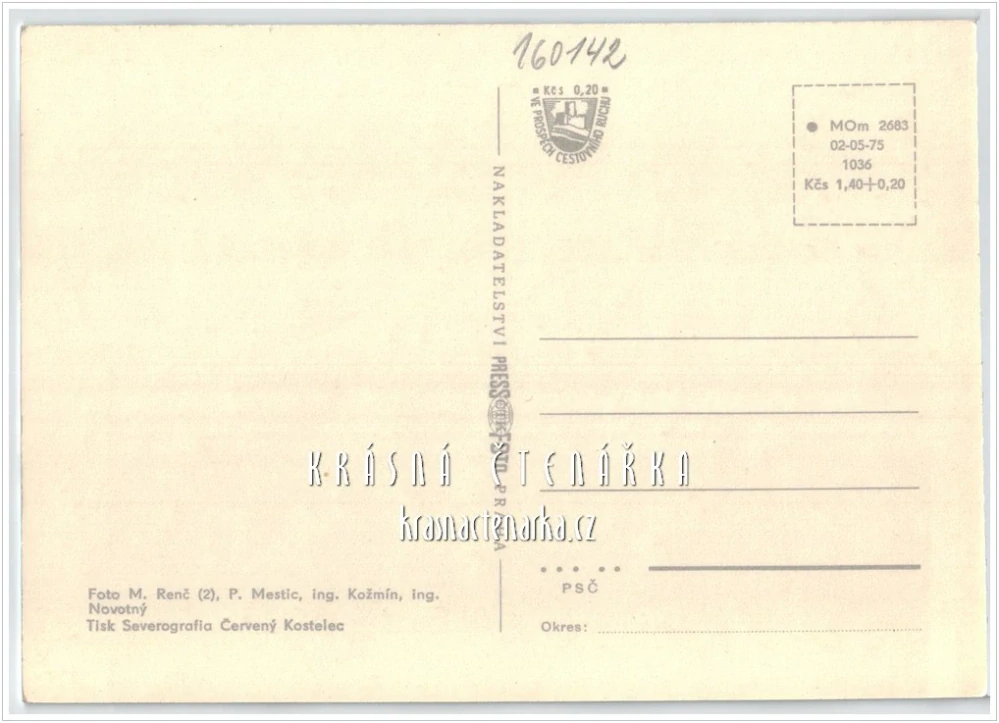 160142
Kčs 0,20
VE PROSPĚCH CESTOVNÍHO RUCHU
MOm 2683
02-05-75
1036
Kčs 1,40+0,20
NAKLADATELSTVÍ PRESSFOTO PRAHA
ČTK
KRÁSNÁ ČTENÁŘKA
krasnactenarka.cz
PSČ
Okres:
Foto M. Renč (2), P. Mestic, ing. Kožmín, ing.
Novotný
Tisk Severografia Červený Kostelec